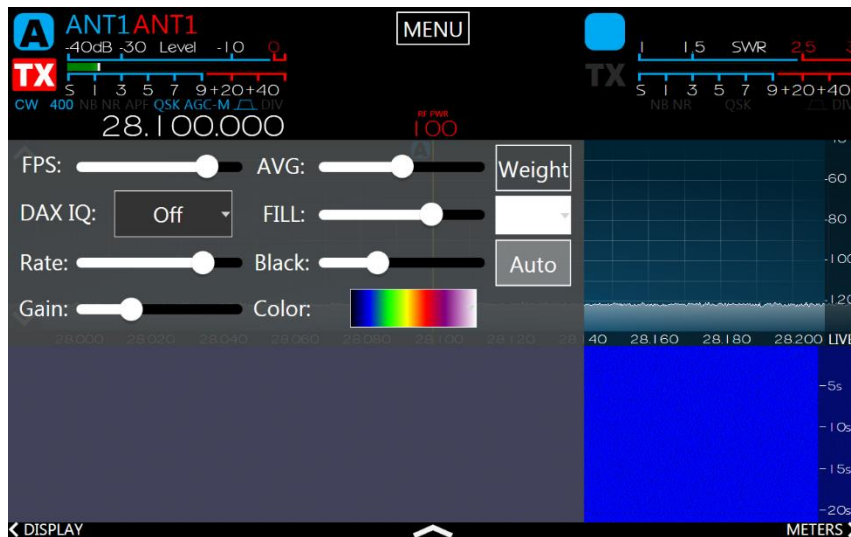 A ANT1 ANT1 MENU
-40dB -30 Level -10 0 1 1,5 SWR 2,5
TX TX
S 1 3 5 7 9+20+40 S 1 3 5 7 9+20+40
CW 400 NB NR APF QSK AGC-M DIV NB NR QSK DIV
28.100.000 RF PWR
100
A
FPS: AVG: Weight -60
DAX IQ: Off FILL: -80
Rate: Black: Auto -100
Gain: Color: -120
28.000 28.020 28.040 28.060 28.080 28.100 28.120 28.140 28.160 28.180 28.200 LIVE
-5s
-10s
-15s
-20s
< DISPLAY METERS >